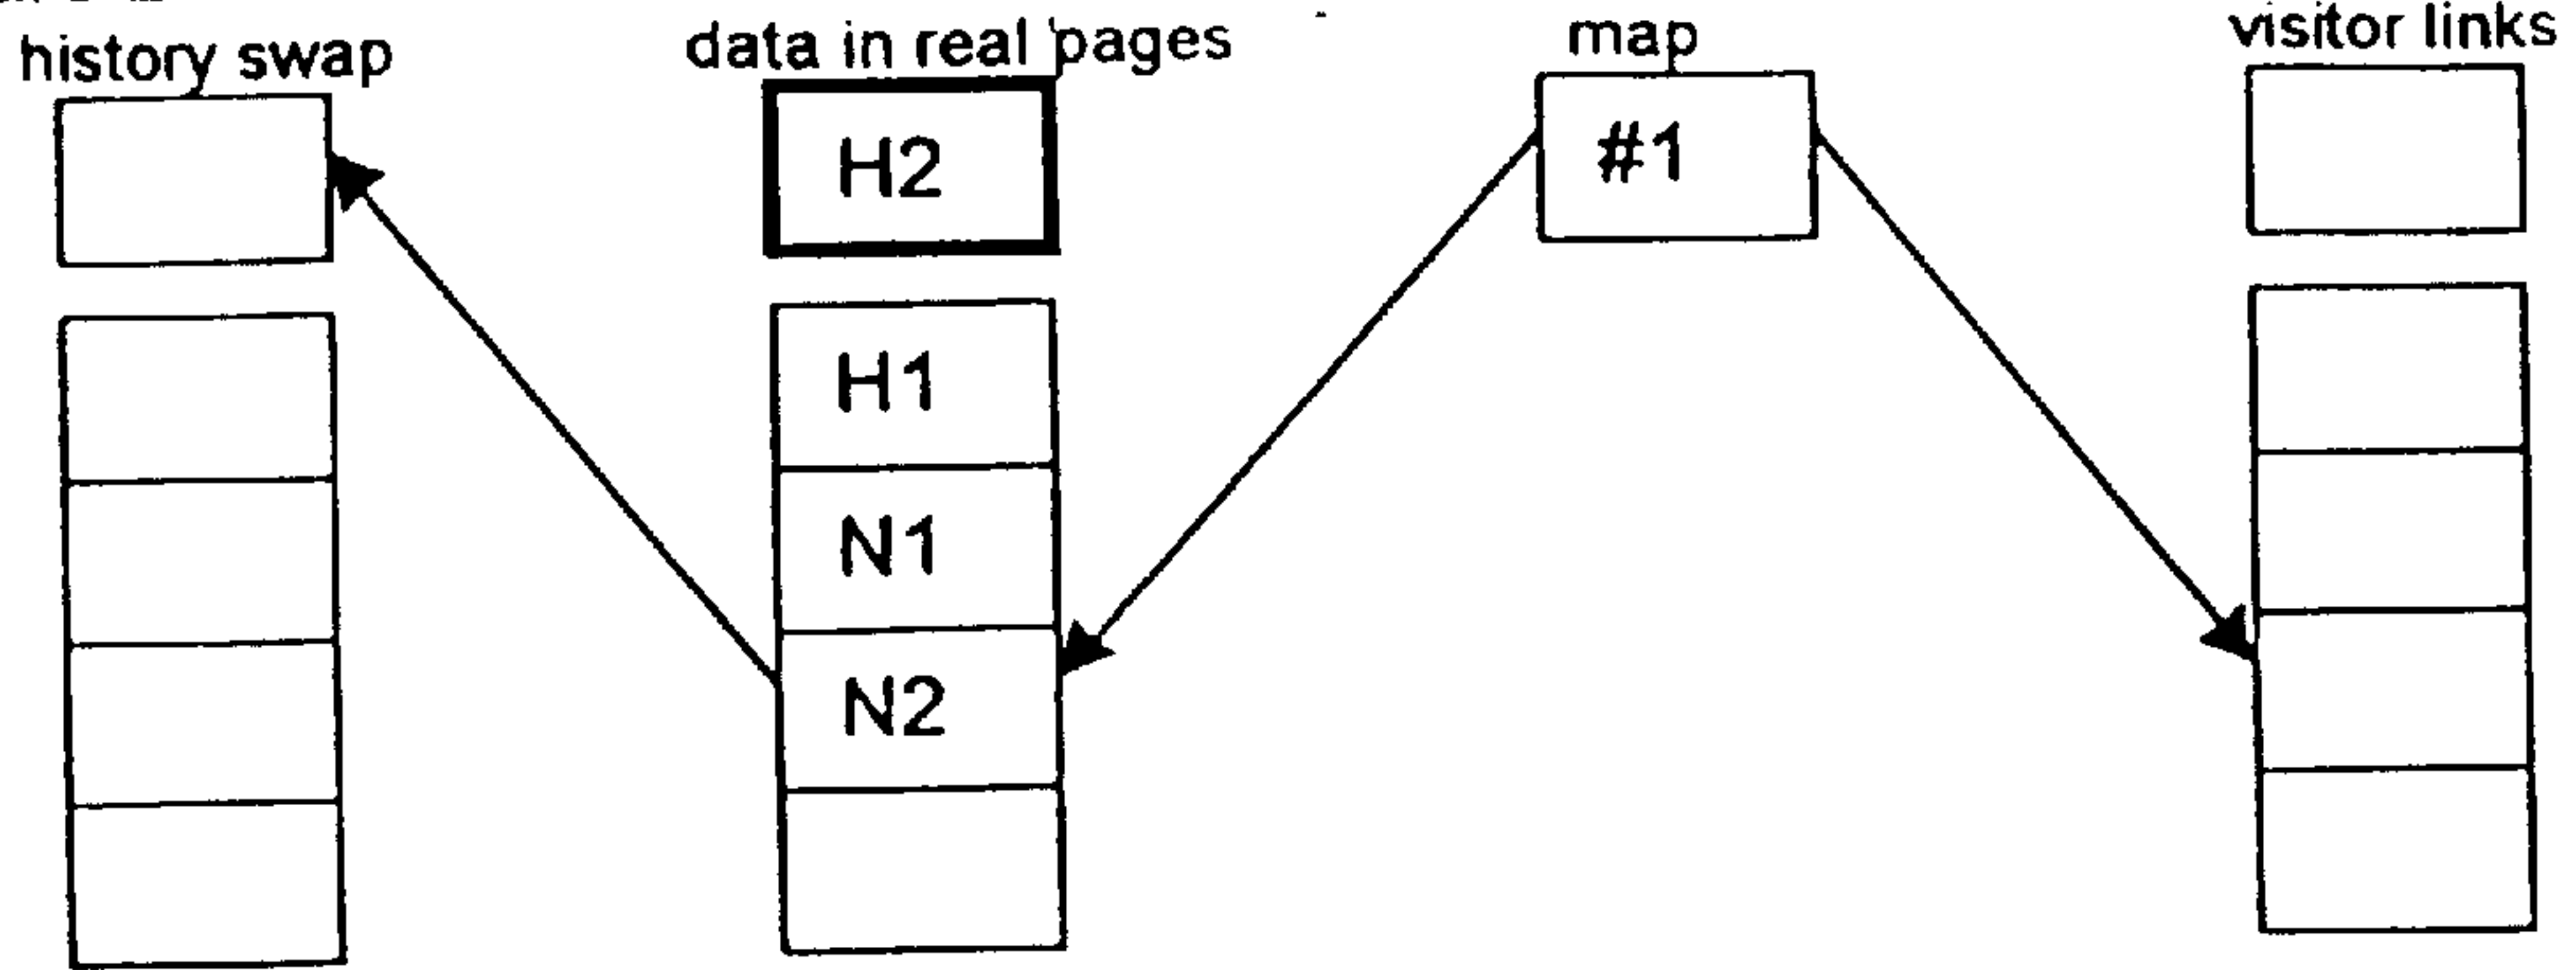 history swap
data in real pages
map
visitor links
H2
#1
H1
N1
N2